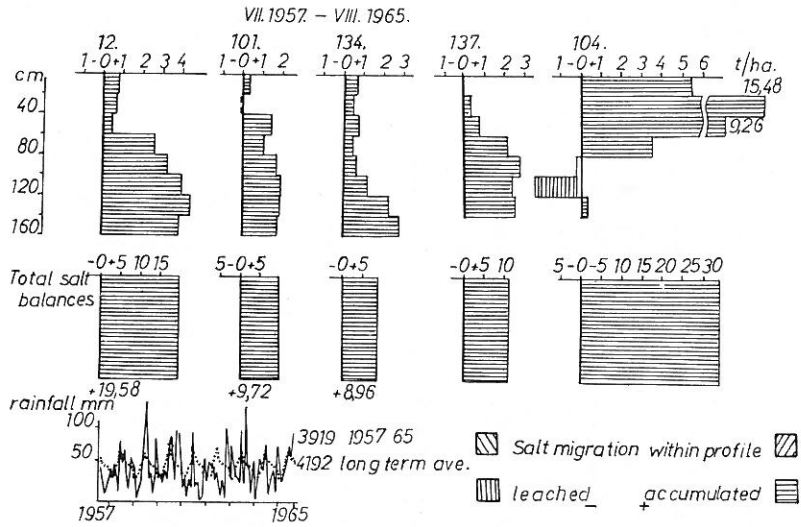 VII.1957. – VIII. 1965.
12. 101. 134, 137. 104.
1-0+1 2 3 4 1-0+1 2 1-0+1 2 3 1-0+1 2 3 1-0+1 2 3 4 5 6 t/ha.
cm
15,48
40
9,26
80
120
160
-0+5 10 15 5-0+5 -0+5 -0+5 10 5-0-5 10 15 20 25 30
Total salt
balances
+19,58 +9,72 +8,96
rainfall mm
100
50
3919 1957 65
4192 long term ave.
1957 1965
Salt migration within profile
leached_ +accumulated